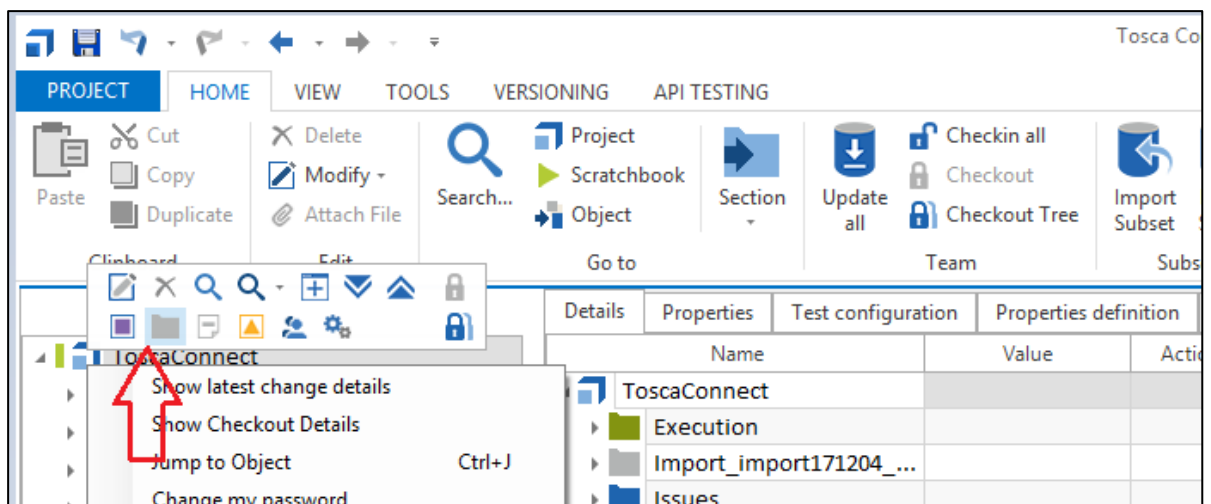 Tosca Co
PROJECT HOME VIEW TOOLS VERSIONING API TESTING
Cut Delete Project Checkin all
Copy Modify Scratchbook Checkout
Paste Search... Section Update all Import Subset
Duplicate Attach File Object Checkout Tree
Clipboard Edit Go to Team Subs
Details Properties Test configuration Properties definition
Name Value Actio
ToscaConnect
Show latest change details
ToscaConnect
Show Checkout Details
Execution
Jump to Object Ctrl+J
Import_import171204_...
Change my password
Issues